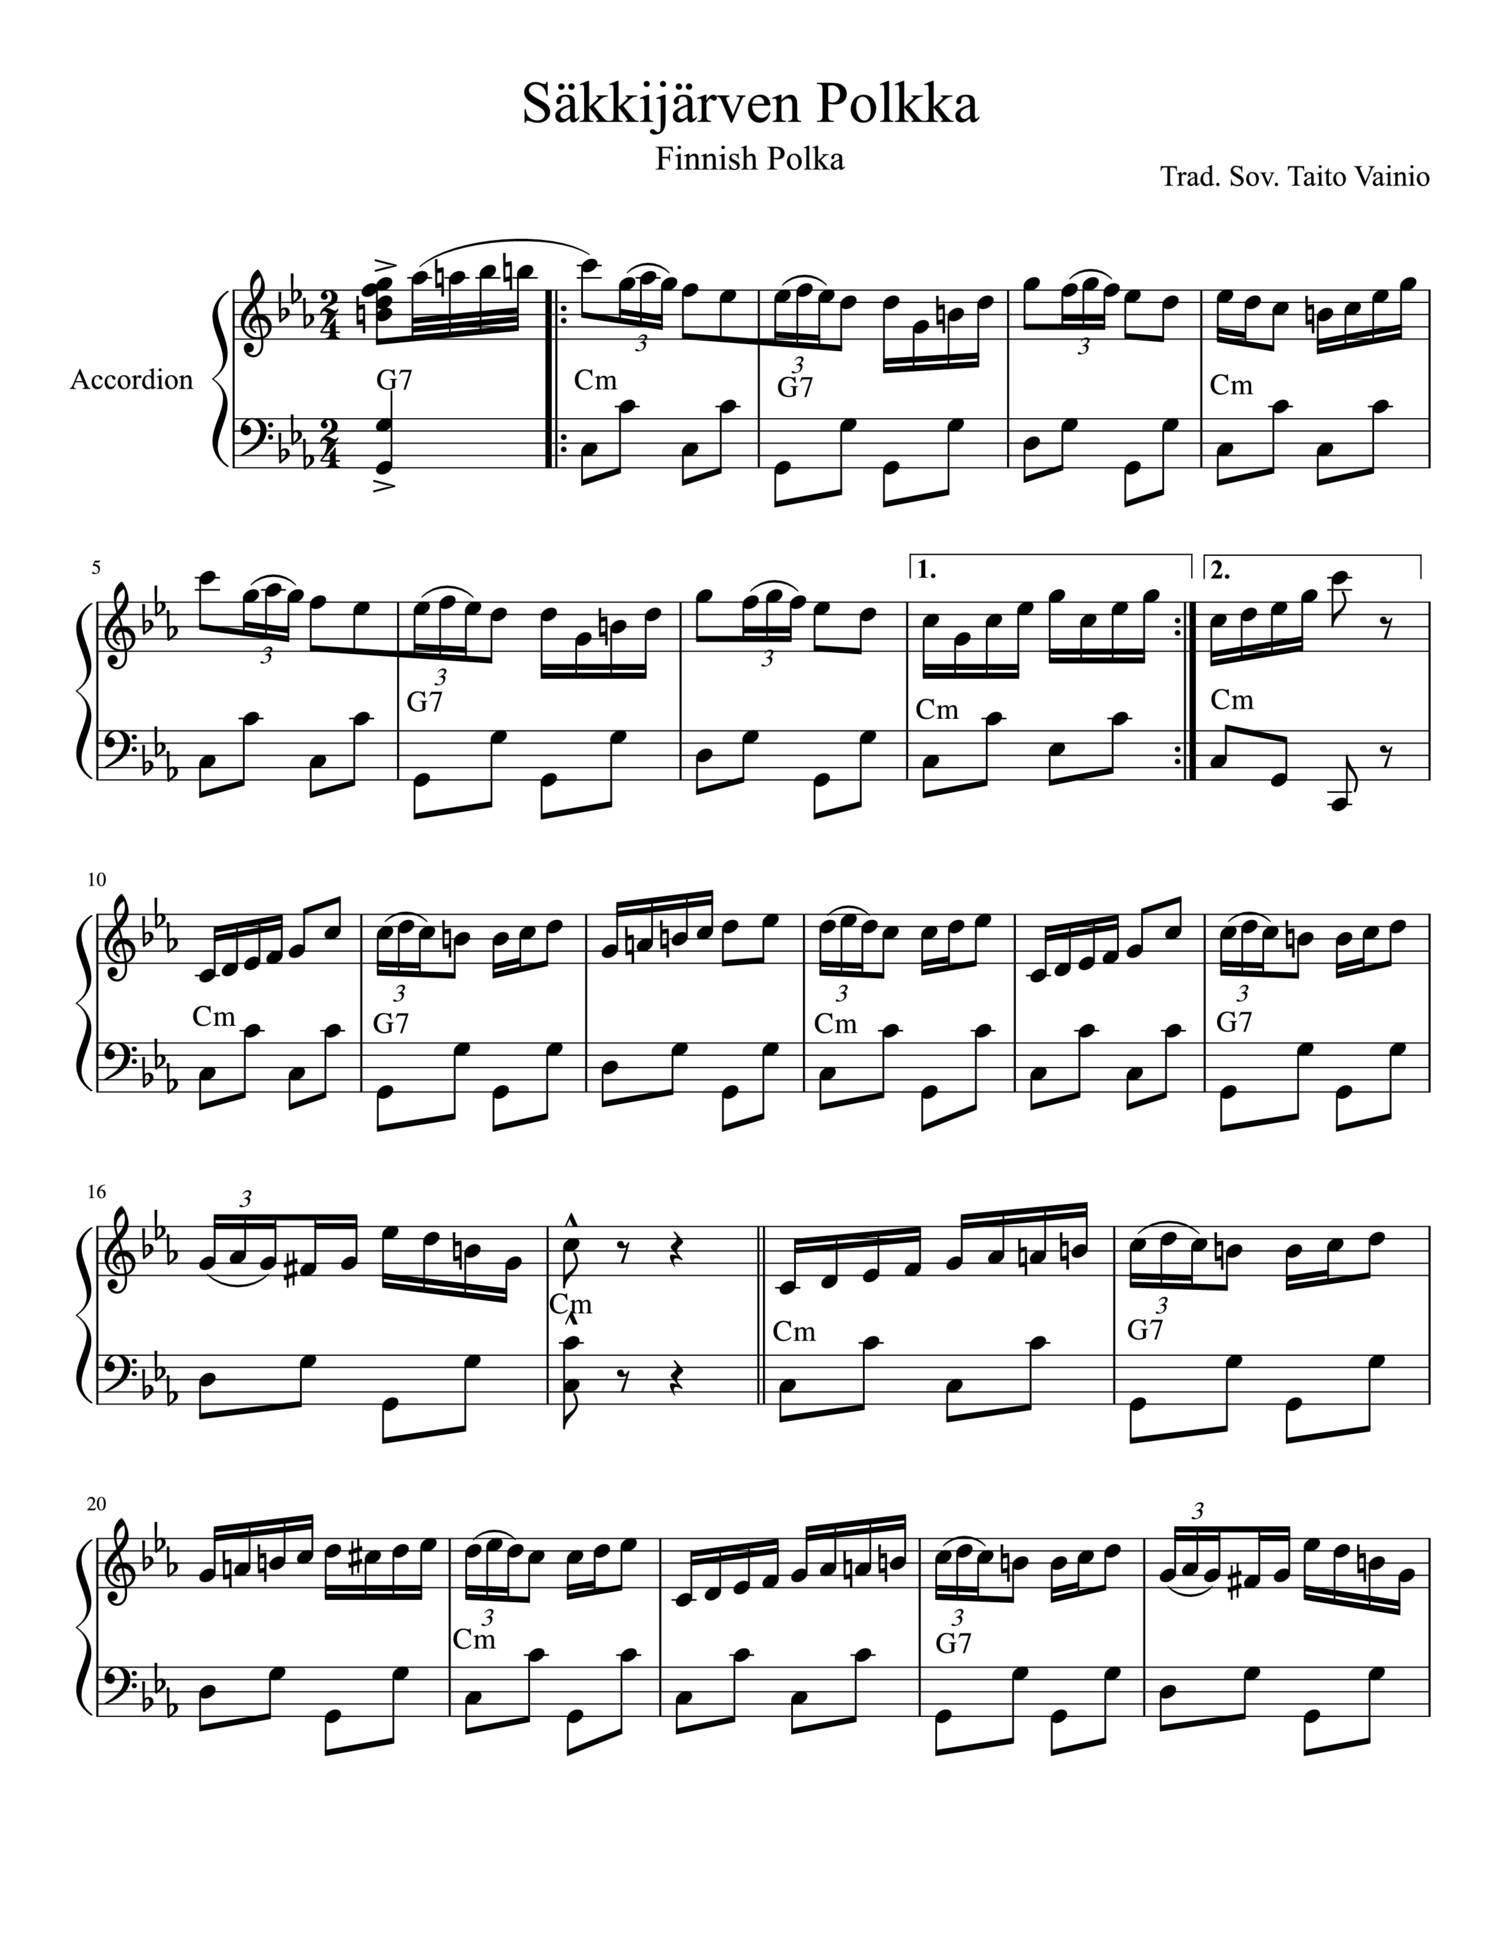 Säkkijärven Polkka
Finnish Polka
Trad. Sov. Taito Vainio
Accordion
G7 Cm G7 Cm
3 3 3
5
3 3 3
1. 2.
G7 Cm Cm
10
3 3 3
Cm G7 Cm G7
16
3 3
Cm Cm G7
20
3 3 3
Cm G7